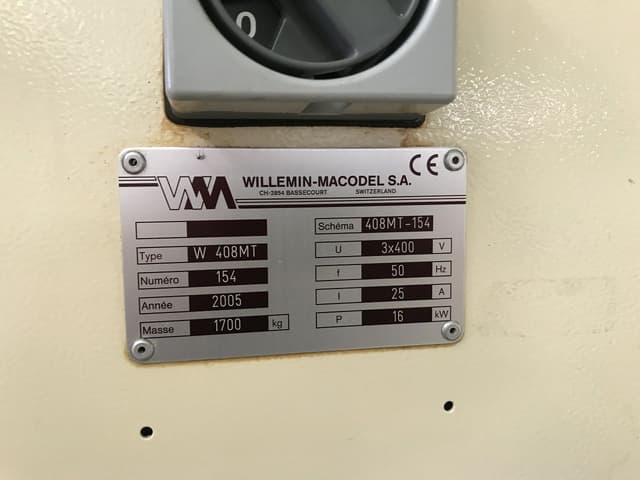 0
WM
WILLEMIN-MACODEL S.A.
CE
CH-2854 BASSECOURT SWITZERLAND
Type W 408MT
Numéro 154
Année 2005
Masse 1700 kg
Schéma 408MT-154
U 3x400 V
f 50 Hz
I 25 A
P 16 kW